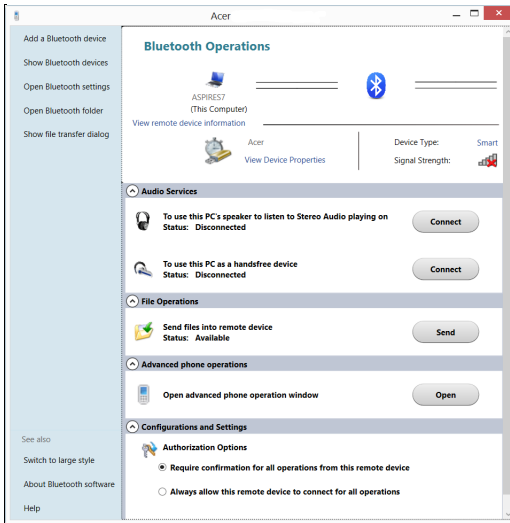 Acer
Add a Bluetooth device
Show Bluetooth devices
Open Bluetooth settings
Open Bluetooth folder
Show file transfer dialog
Bluetooth Operations
ASPIRES7
(This Computer)
View remote device information
Acer
View Device Properties
Device Type: Smart
Signal Strength:
Audio Services
To use this PC's speaker to listen to Stereo Audio playing on
Status: Disconnected
Connect
To use this PC as a handsfree device
Status: Disconnected
Connect
File Operations
Send files into remote device
Status: Available
Send
Advanced phone operations
Open advanced phone operation window
Open
Configurations and Settings
Authorization Options
Require confirmation for all operations from this remote device
Always allow this remote device to connect for all operations
See also
Switch to large style
About Bluetooth software
Help